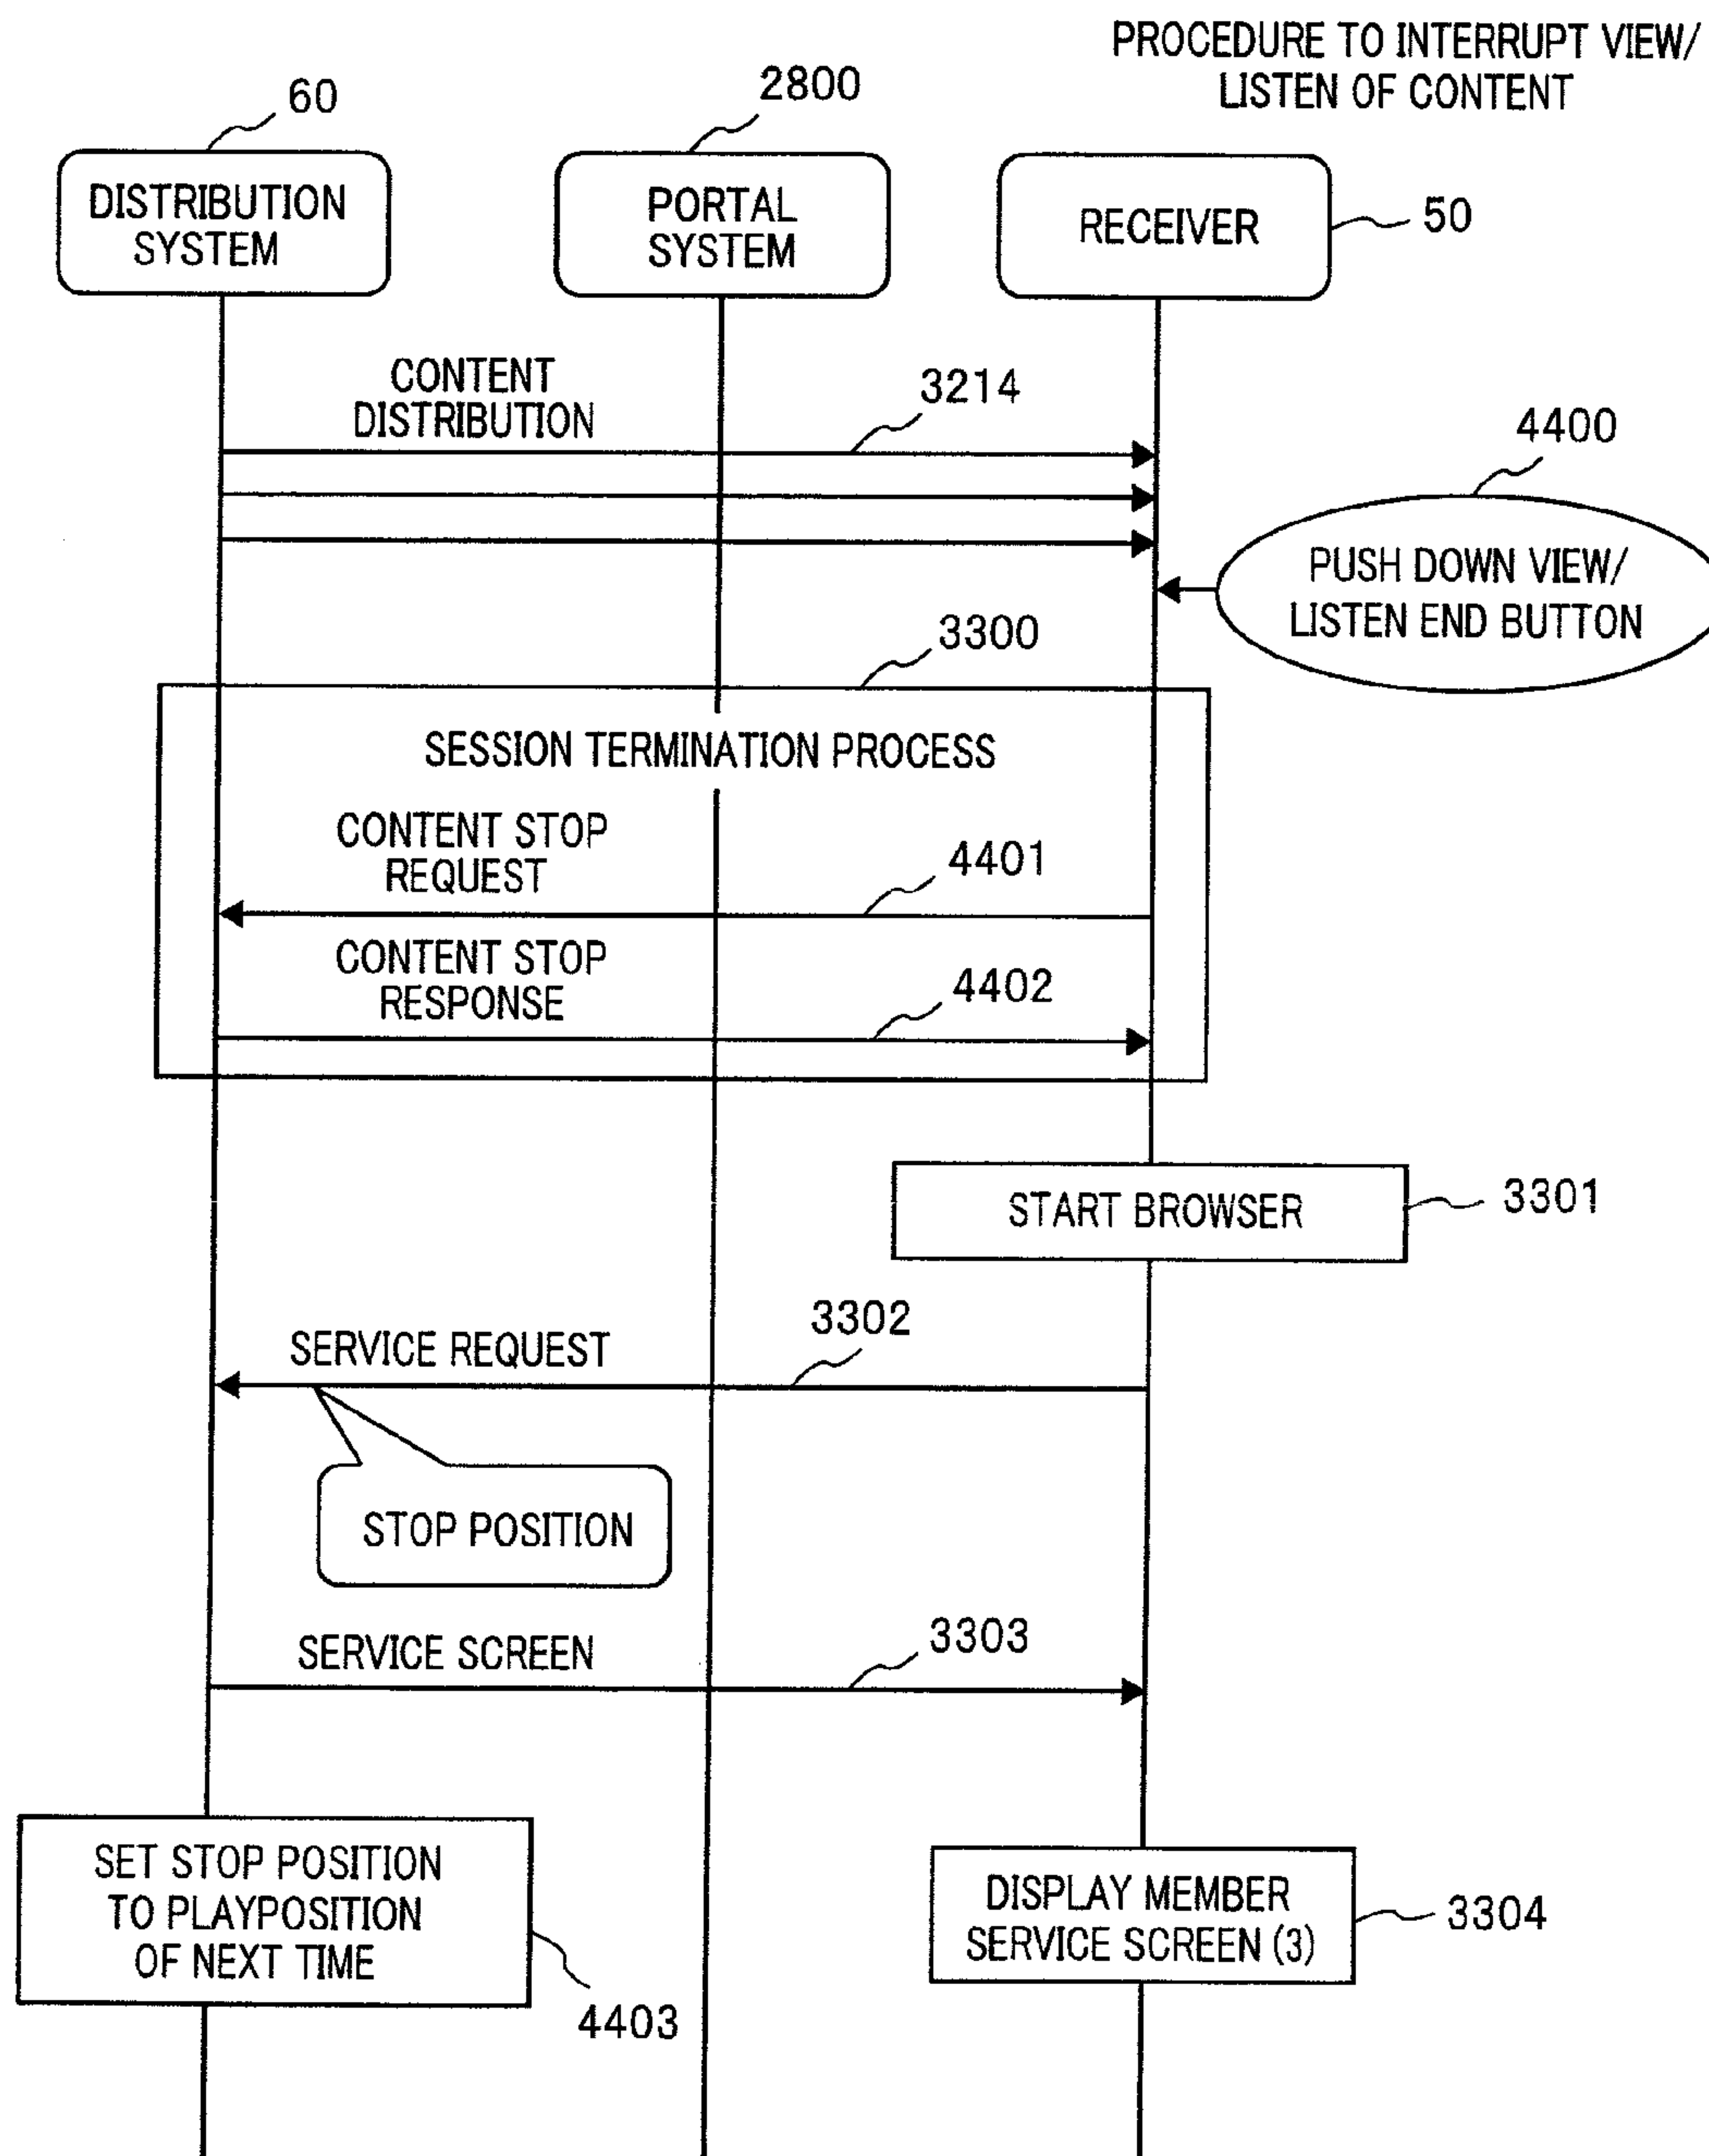 PROCEDURE TO INTERRUPT VIEW/
LISTEN OF CONTENT
60
2800
DISTRIBUTION
SYSTEM
PORTAL
SYSTEM
RECEIVER
50
CONTENT
DISTRIBUTION
3214
4400
PUSH DOWN VIEW/
LISTEN END BUTTON
3300
SESSION TERMINATION PROCESS
CONTENT STOP
REQUEST
4401
CONTENT STOP
RESPONSE
4402
START BROWSER
3301
SERVICE REQUEST
3302
STOP POSITION
SERVICE SCREEN
3303
SET STOP POSITION
TO PLAYPOSITION
OF NEXT TIME
4403
DISPLAY MEMBER
SERVICE SCREEN (3)
3304